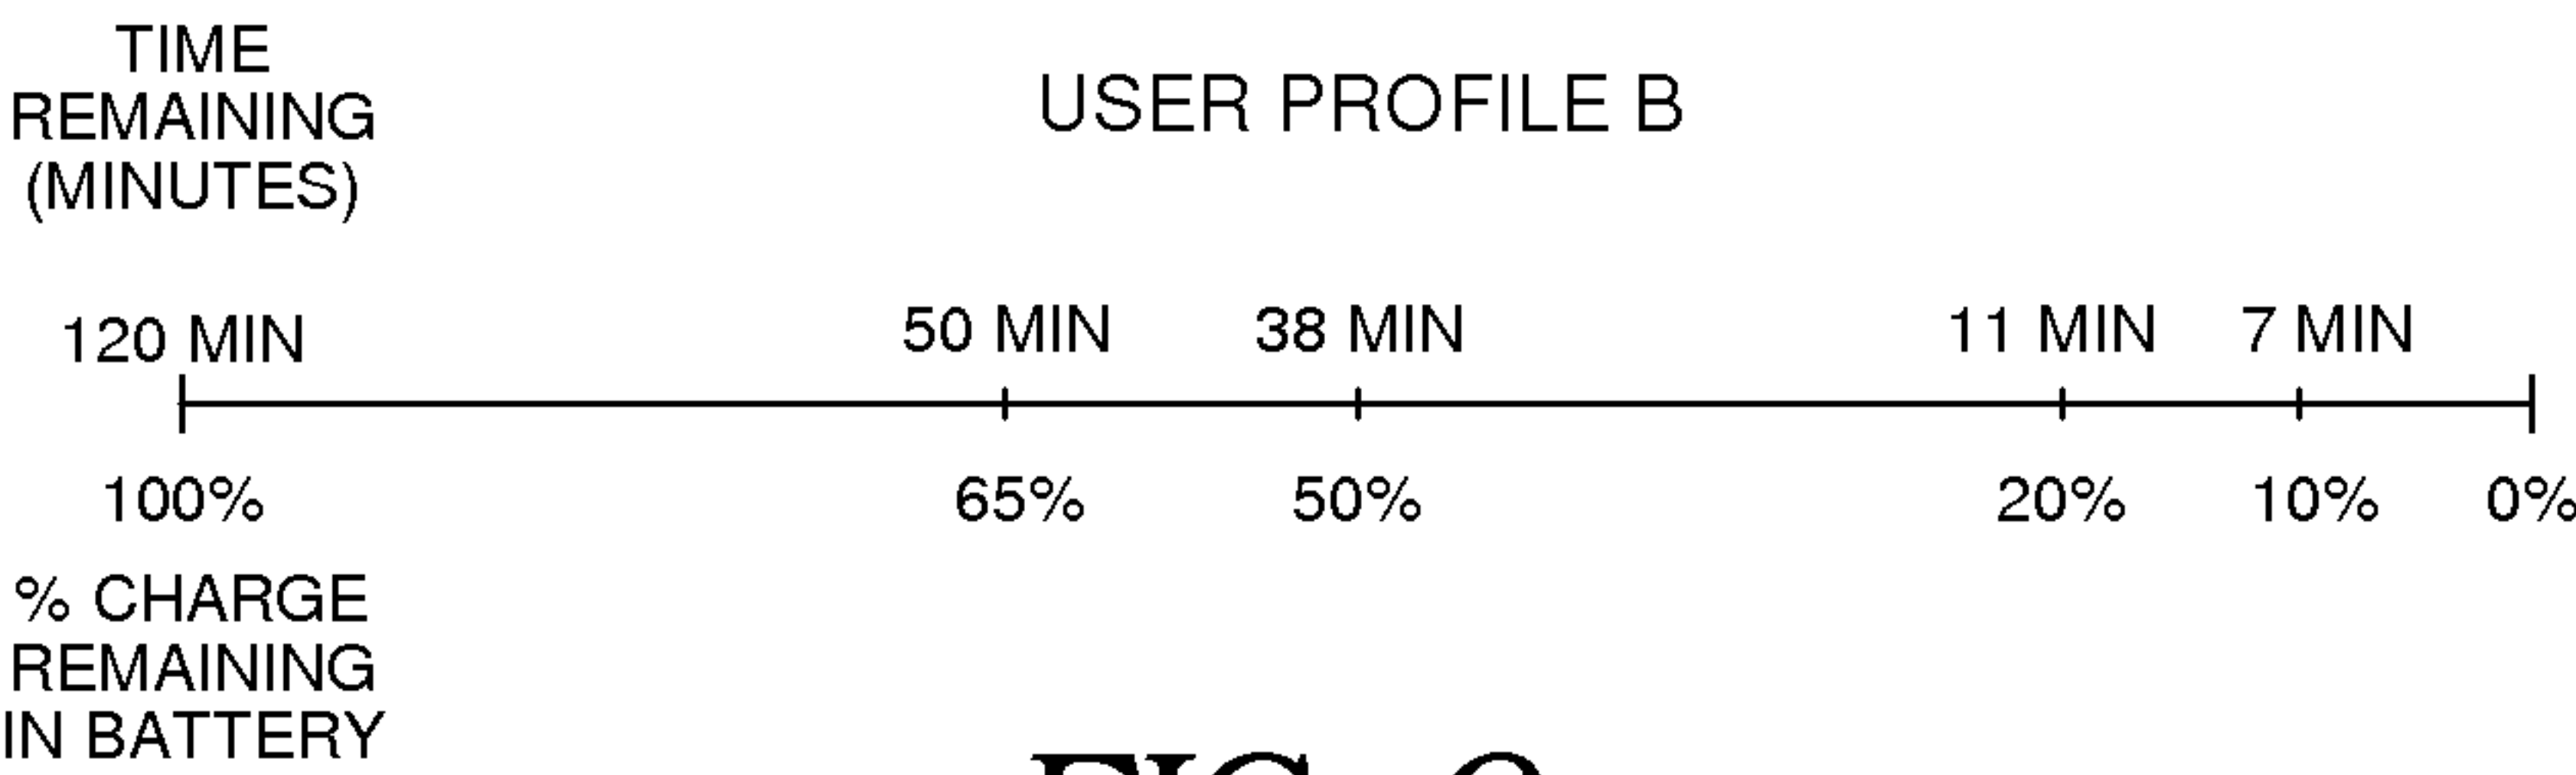 TIME
REMAINING
(MINUTES)
USER PROFILE B
120 MIN 50 MIN 38 MIN 11 MIN 7 MIN
100% 65% 50% 20% 10% 0%
% CHARGE
REMAINING
IN BATTERY
FIG.